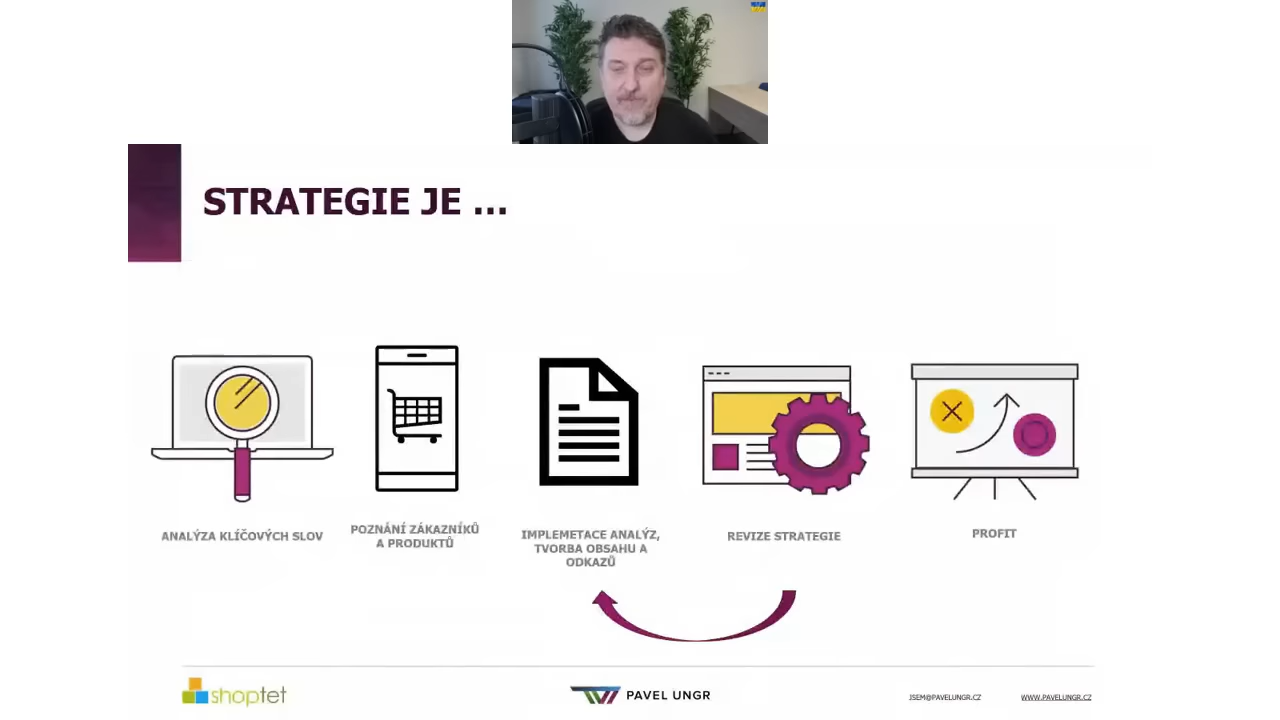 STRATEGIE JE ...
ANALÝZA KLÍČOVÝCH SLOV
POZNÁNÍ ZÁKAZNÍKŮ
A PRODUKTŮ
IMPLEMETACE ANALÝZ,
TVORBA OBSAHU A
ODKAZŮ
REVIZE STRATEGIE
PROFIT
shoptet
PAVEL UNGR
JSEM@PAVELUNGR.CZ
WWW.PAVELUNGR.CZ